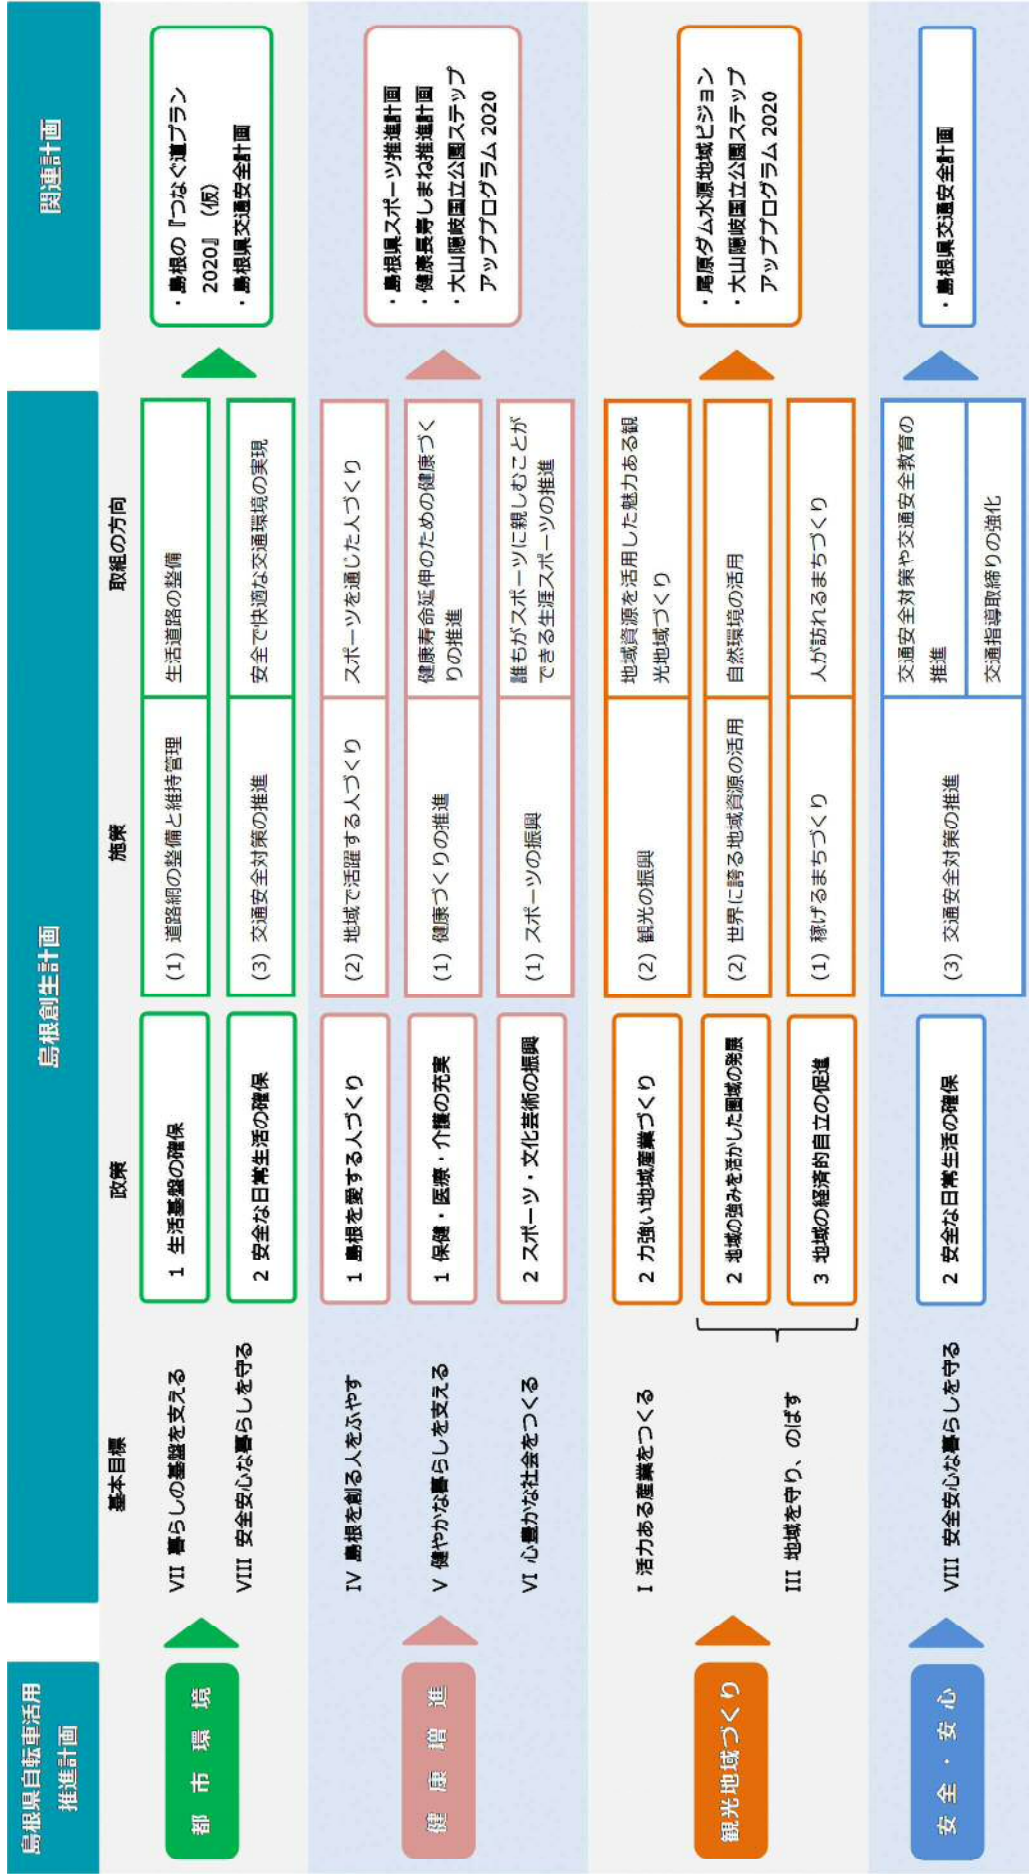 島根県自転車活用
推進計画
島根創生計画
関連計画
基本目標
政策
施策
取組の方向
都市環境
VII 暮らしの基盤を支える
1 生活基盤の確保
(1) 道路網の整備と維持管理
生活道路の整備
VIII 安全安心な暮らしを守る
2 安全な日常生活の確保
(3) 交通安全対策の推進
安全で快適な交通環境の実現
・島根の『つなぐ道プラン
2020』（仮）
・島根県交通安全計画
健康増進
IV 島根を創る人をふやす
1 島根を愛する人づくり
(2) 地域で活躍する人づくり
スポーツを通じた人づくり
V 健やかな暮らしを支える
1 保健・医療・介護の充実
(1) 健康づくりの推進
健康寿命延伸のための健康づく
りの推進
VI 心豊かな社会をつくる
2 スポーツ・文化芸術の振興
(1) スポーツの振興
誰もがスポーツに親しむことが
できる生涯スポーツの推進
・島根県スポーツ推進計画
・健康長寿しまね推進計画
・大山隠岐国立公園ステップ
アッププログラム 2020
観光地域づくり
I 活力ある産業をつくる
2 力強い地域産業づくり
(2) 観光の振興
地域資源を活用した魅力ある観
光地域づくり
III 地域を守り、のばす
2 地域の強みを活かした圏域の発展
(2) 世界に誇る地域資源の活用
自然環境の活用
3 地域の経済的自立の促進
(1) 稼げるまちづくり
人が訪れるまちづくり
・尾原ダム水源地域ビジョン
・大山隠岐国立公園ステップ
アッププログラム 2020
安全・安心
VIII 安全安心な暮らしを守る
2 安全な日常生活の確保
(3) 交通安全対策の推進
交通安全対策や交通安全教育の
推進
交通指導取締りの強化
・島根県交通安全計画